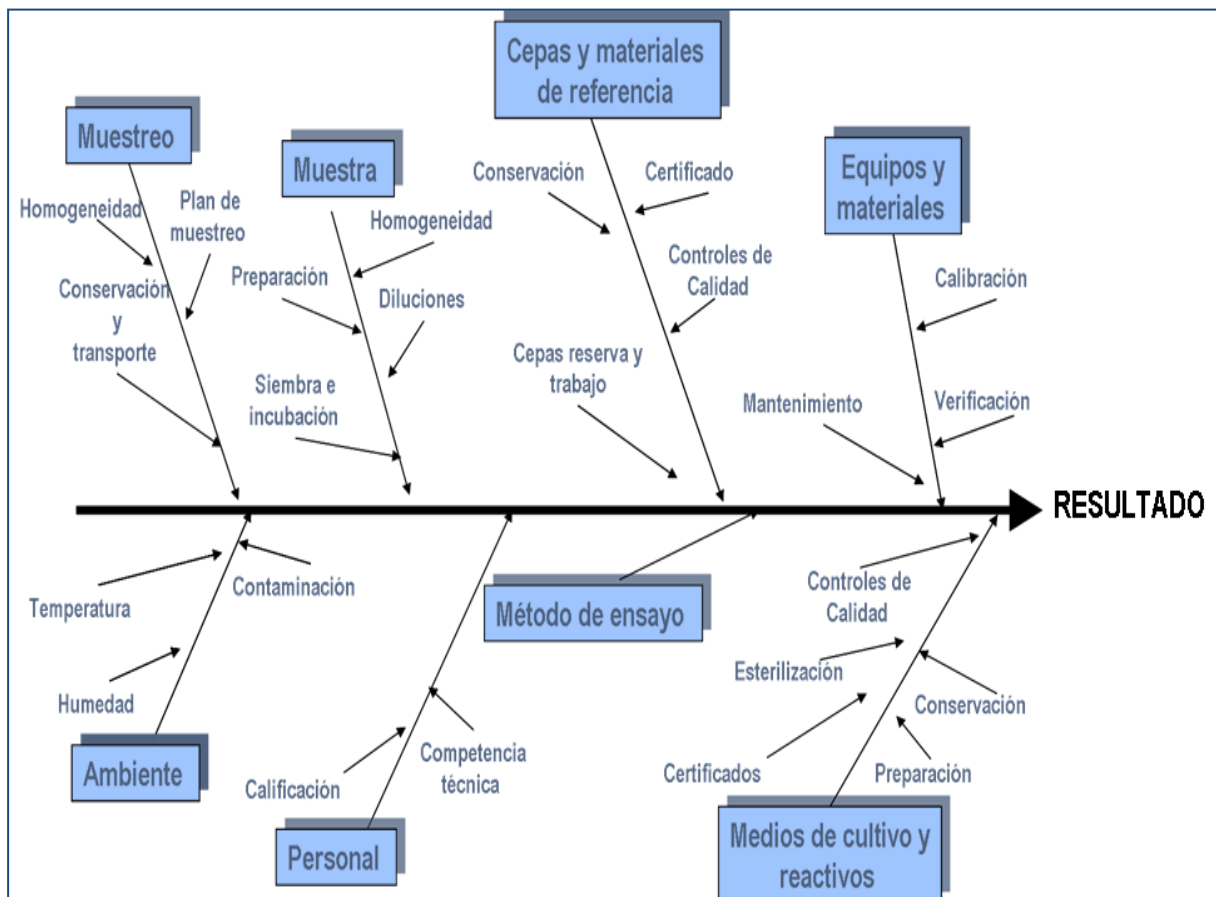 Cepas y materiales
de referencia
Muestreo
Muestra
Equipos y
materiales
Conservación
Certificado
Homogeneidad
Plan de
muestreo
Homogeneidad
Controles de
Calidad
Conservación
y
transporte
Preparación
Diluciones
Calibración
Cepas reserva y
trabajo
Siembra e
incubación
Mantenimiento
Verificación
RESULTADO
Contaminación
Temperatura
Método de ensayo
Controles de
Calidad
Esterilización
Humedad
Conservación
Ambiente
Competencia
técnica
Calificación
Certificados
Preparación
Personal
Medios de cultivo y
reactivos